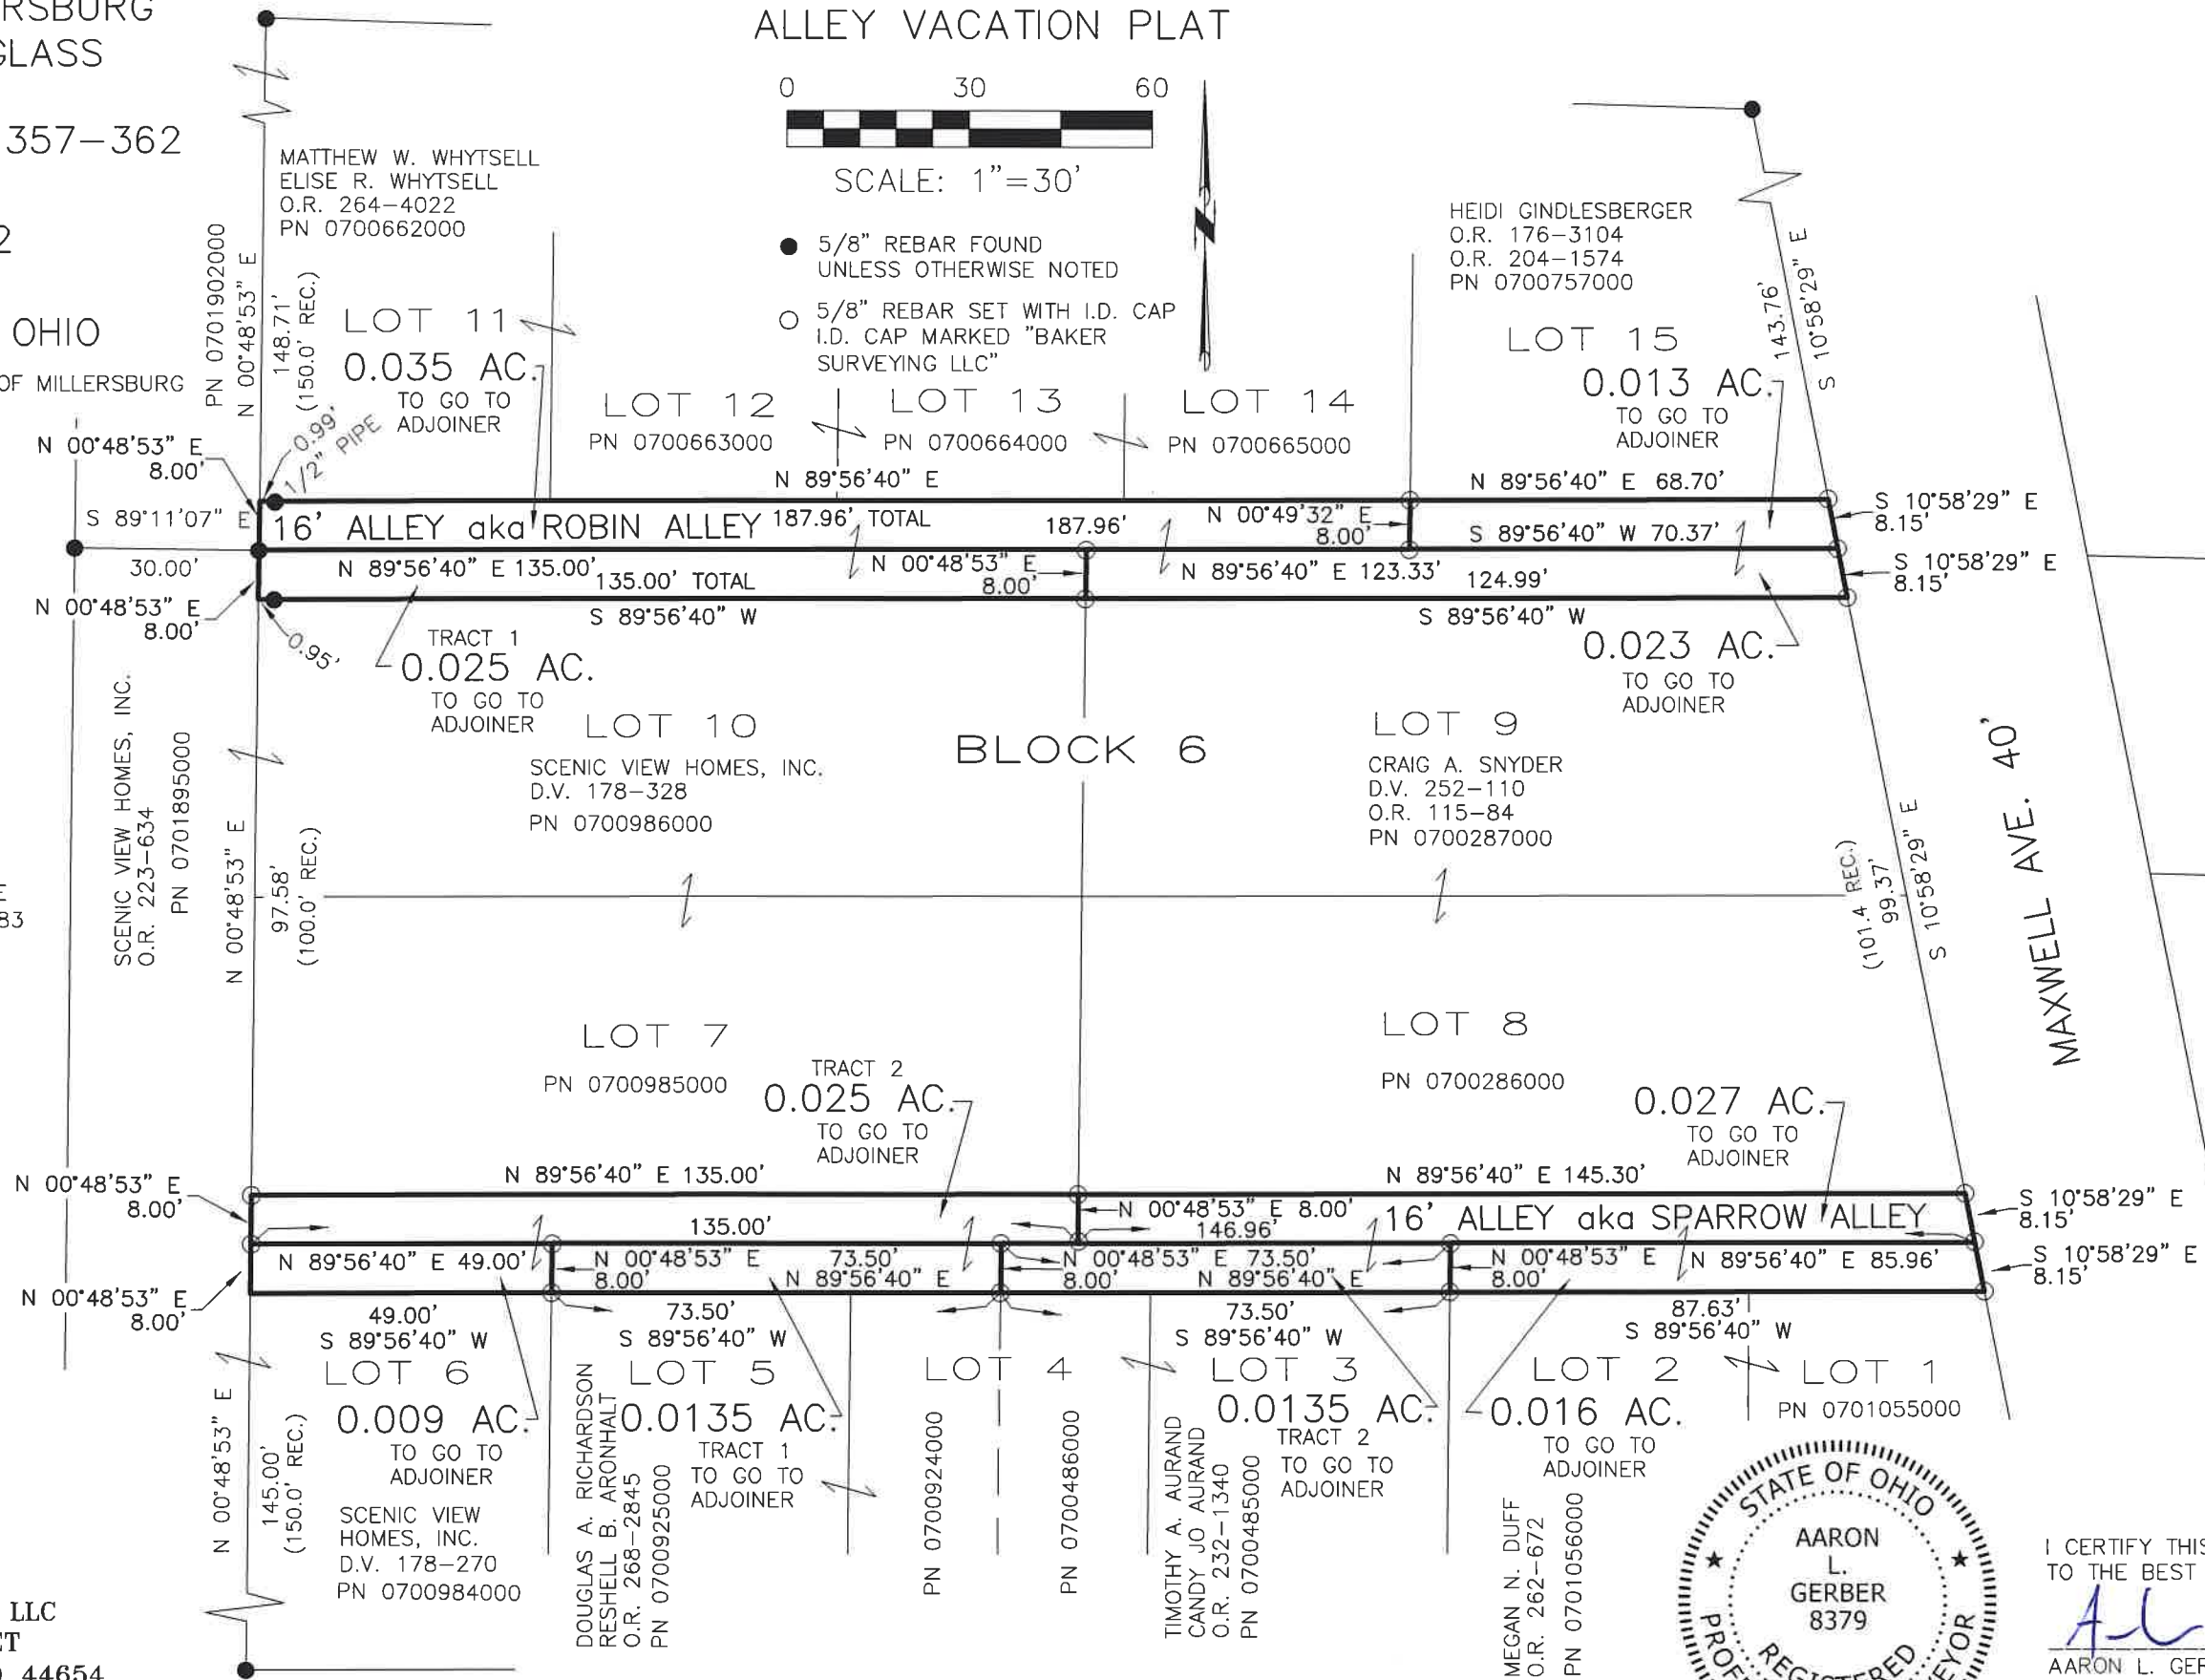 RSBURG
GLASS
357-362
2
OHIO
OF MILLERSBURG
ALLEY VACATION PLAT
0 30 60
SCALE: 1"=30'
5/8" REBAR FOUND
UNLESS OTHERWISE NOTED
5/8" REBAR SET WITH I.D. CAP
I.D. CAP MARKED "BAKER
SURVEYING LLC"
MATTHEW W. WHYTSELL
ELISE R. WHYTSELL
O.R. 264-4022
PN 0700662000
PN 0701902000
N 00°48'53" E
148.71'
(150.0' REC.)
LOT 11
0.035 AC.
TO GO TO
ADJOINER
0.99'
1/2" PIPE
LOT 12
PN 0700663000
LOT 13
PN 0700664000
LOT 14
PN 0700665000
HEIDI GINDLESBERGER
O.R. 176-3104
O.R. 204-1574
PN 0700757000
LOT 15
0.013 AC.
TO GO TO
ADJOINER
143.76'
S 10°58'29" E
N 00°48'53" E
8.00'
S 89°11'07" E
30.00'
N 00°48'53" E
8.00'
N 89°56'40" E
N 89°56'40" E 68.70'
16' ALLEY aka ROBIN ALLEY
187.96' TOTAL
187.96'
N 00°49'32" E
8.00'
S 89°56'40" W 70.37'
S 10°58'29" E
8.15'
N 89°56'40" E 135.00'
135.00' TOTAL
N 00°48'53" E
8.00'
N 89°56'40" E 123.33'
124.99'
S 10°58'29" E
8.15'
S 89°56'40" W
S 89°56'40" W
0.95'
TRACT 1
0.025 AC.
TO GO TO
ADJOINER
0.023 AC.
TO GO TO
ADJOINER
LOT 10
SCENIC VIEW HOMES, INC.
D.V. 178-328
PN 0700986000
BLOCK 6
LOT 9
CRAIG A. SNYDER
D.V. 252-110
O.R. 115-84
PN 0700287000
SCENIC VIEW HOMES, INC.
O.R. 223-634
PN 0701895000
N 00°48'53" E
97.58'
(100.0' REC.)
(101.4 REC.)
99.37'
S 10°58'29" E
MAXWELL AVE. 40'
E
83
LOT 7
PN 0700985000
TRACT 2
0.025 AC.
TO GO TO
ADJOINER
LOT 8
PN 0700286000
0.027 AC.
TO GO TO
ADJOINER
N 00°48'53" E
8.00'
N 89°56'40" E 135.00'
N 89°56'40" E 145.30'
135.00'
N 00°48'53" E 8.00'
146.96'
16' ALLEY aka SPARROW ALLEY
S 10°58'29" E
8.15'
N 00°48'53" E
8.00'
N 89°56'40" E 49.00'
N 00°48'53" E
8.00'
73.50'
N 89°56'40" E
N 00°48'53" E
8.00'
73.50'
N 89°56'40" E
N 00°48'53" E
8.00'
N 89°56'40" E 85.96'
S 10°58'29" E
8.15'
49.00'
S 89°56'40" W
73.50'
S 89°56'40" W
73.50'
S 89°56'40" W
87.63'
S 89°56'40" W
N 00°48'53" E
145.00'
(150.0' REC.)
LOT 6
0.009 AC.
TO GO TO
ADJOINER
SCENIC VIEW
HOMES, INC.
D.V. 178-270
PN 0700984000
DOUGLAS A. RICHARDSON
RESHELL B. ARONHALT
O.R. 268-2845
PN 0700925000
LOT 5
0.0135 AC.
TRACT 1
TO GO TO
ADJOINER
LOT 4
PN 0700924000
PN 0700486000
TIMOTHY A. AURAND
CANDY JO AURAND
O.R. 232-1340
PN 0700485000
LOT 3
0.0135 AC.
TRACT 2
TO GO TO
ADJOINER
LOT 2
0.016 AC.
TO GO TO
ADJOINER
MEGAN N. DUFF
O.R. 262-672
PN 0701056000
LOT 1
PN 0701055000
STATE OF OHIO
AARON
L.
GERBER
8379
REGISTERED
I CERTIFY THIS
TO THE BEST
AARON L. GER
LLC
ET
44654